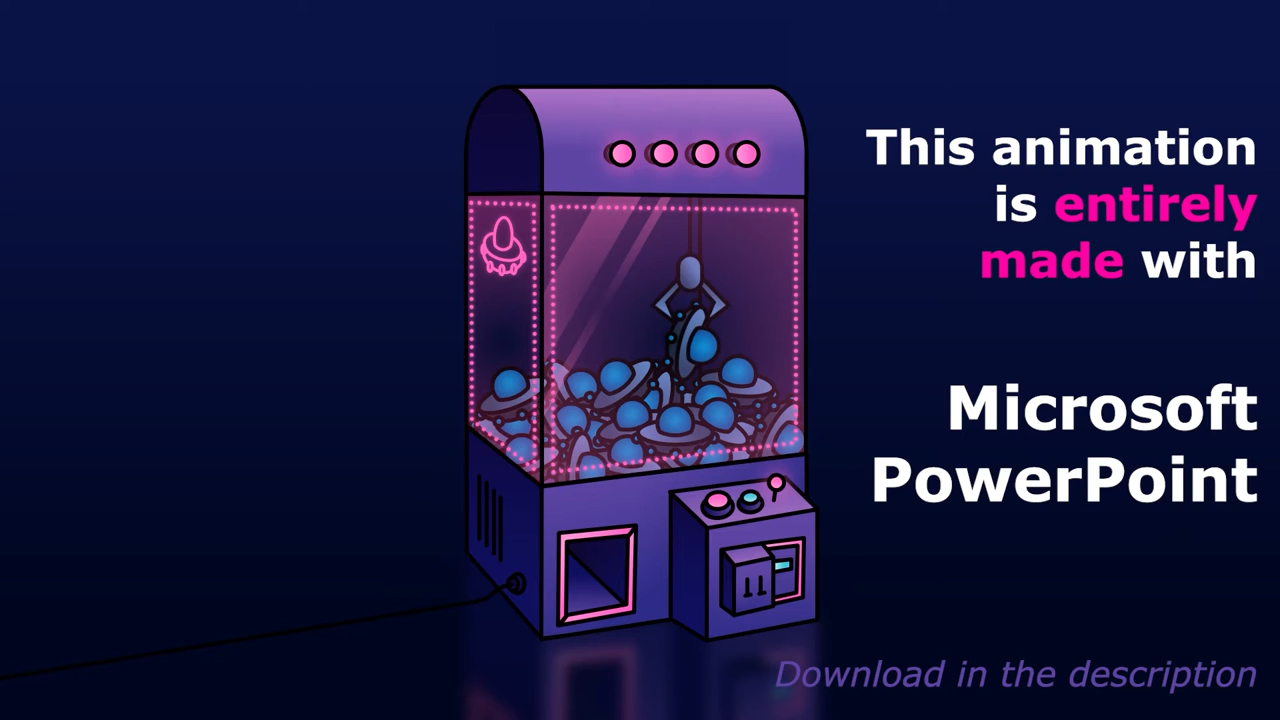 This animation
is entirely
made with
Microsoft
PowerPoint
Download in the description